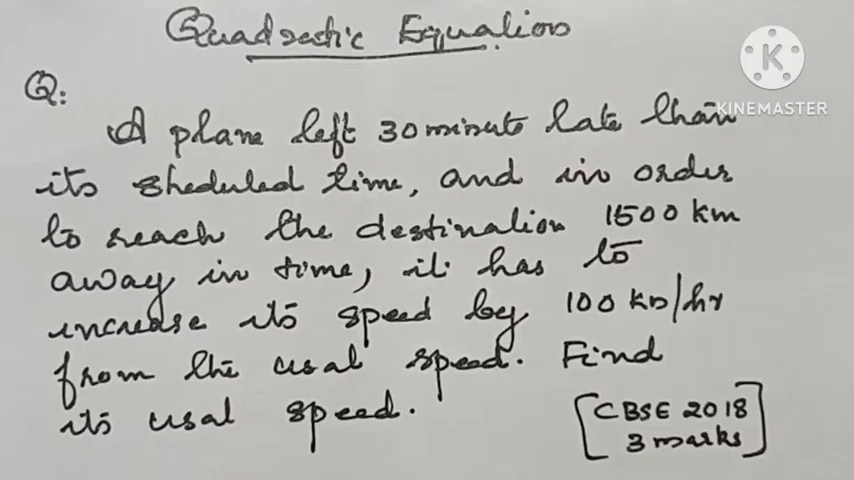 Quadratic Equations
K
KINEMASTER
Q:
A plane left 30 minute late than
its sheduled time, and in order
to reach the destination 1500 km
away in time, it has to
increase its speed by 100 km/hr
from the usal speed. Find
its usal speed.
[CBSE 2018
3 marks]